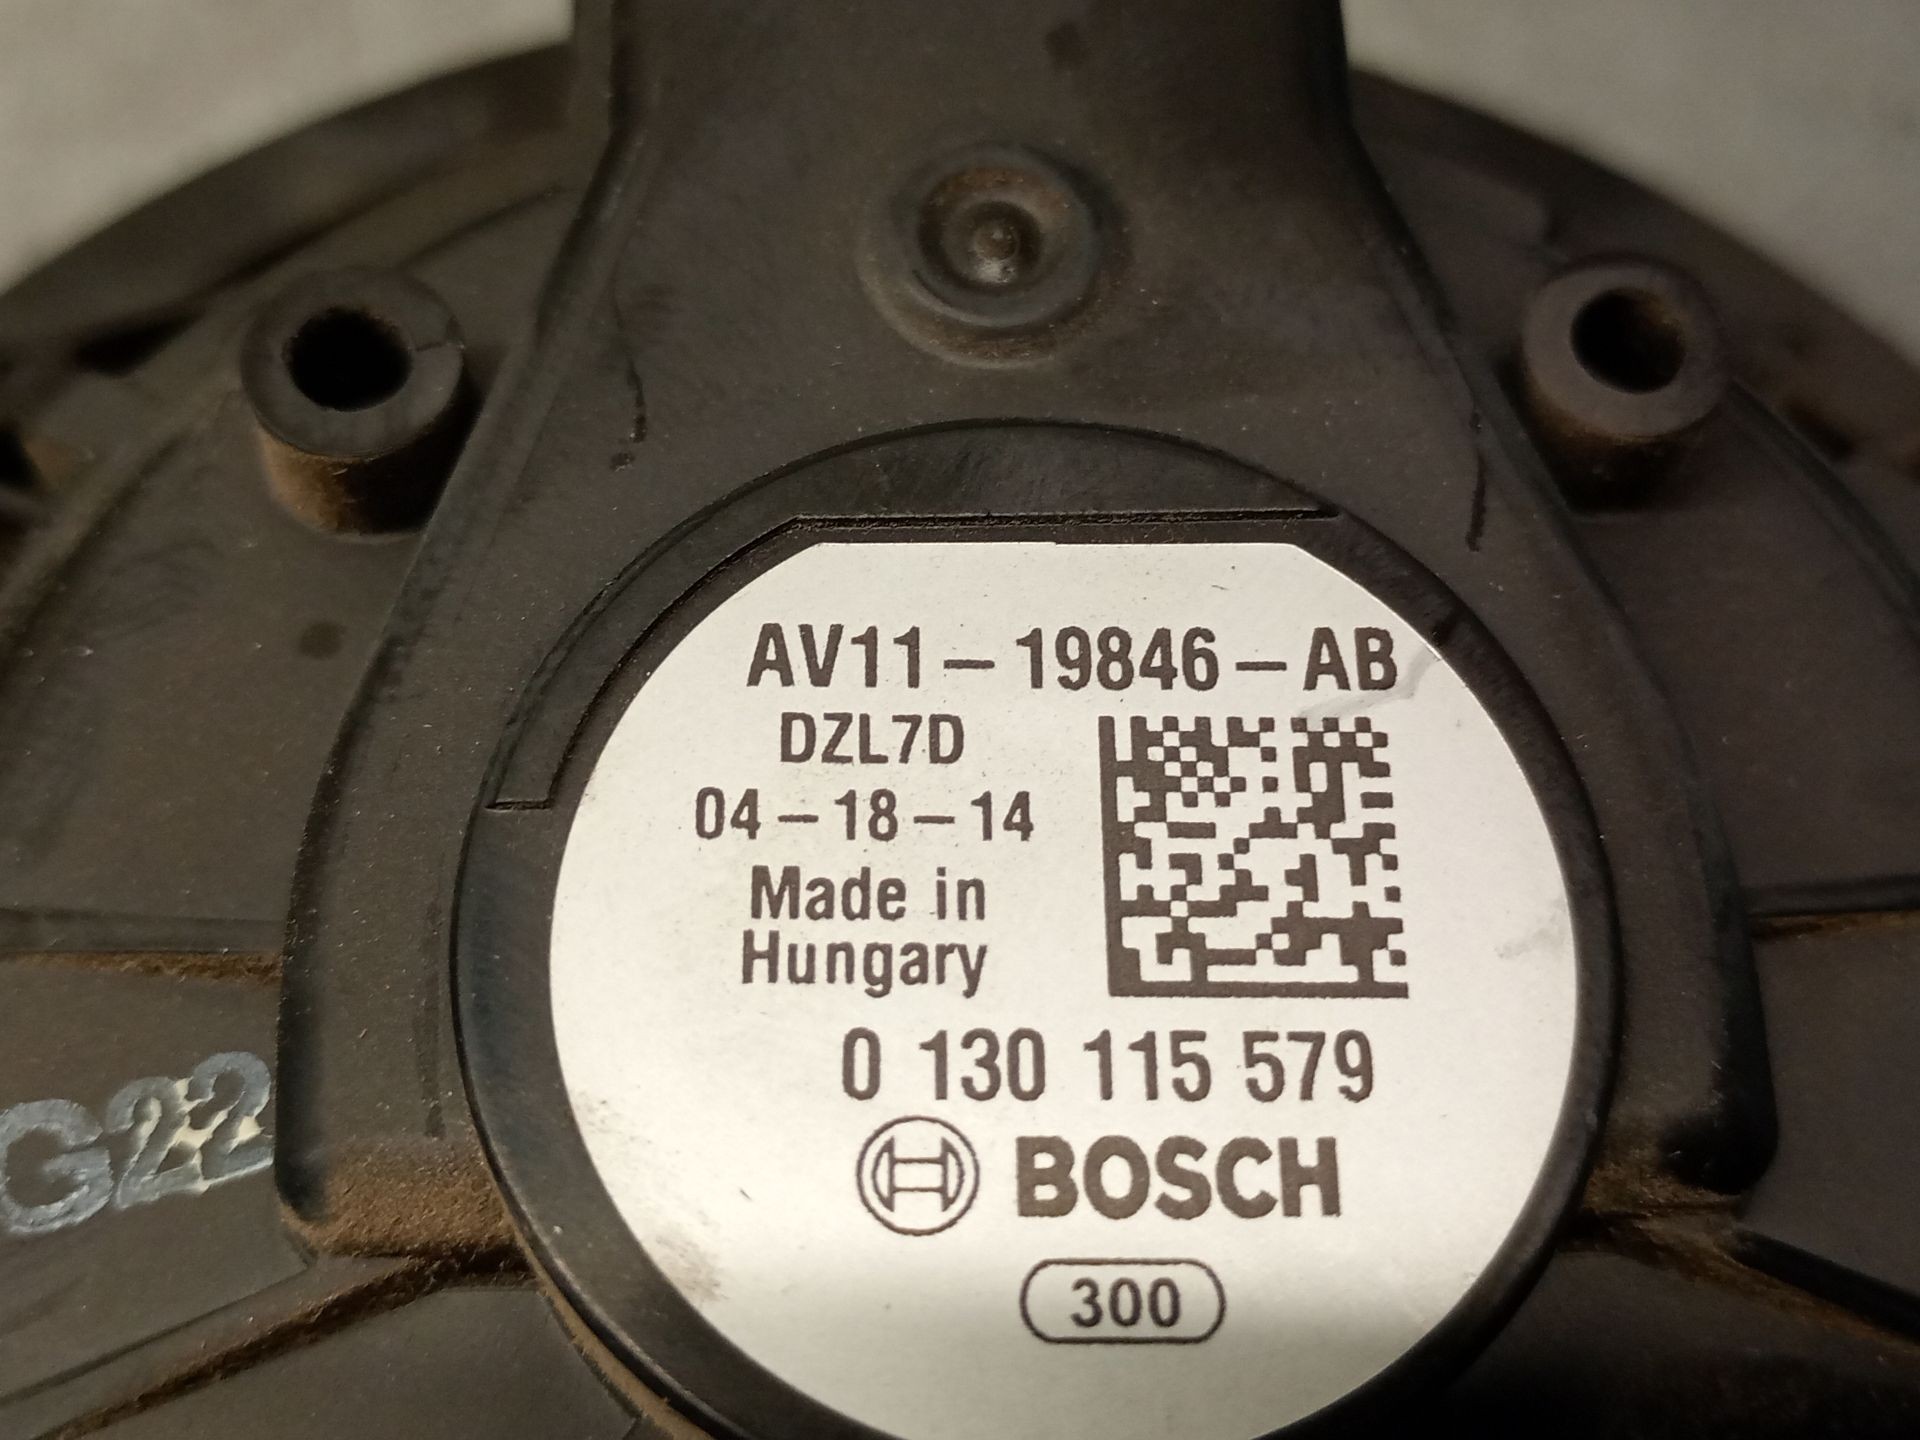 AV11-19846-AB
DZL7D
04-18-14
Made in
Hungary
0 130 115 579
BOSCH
300
G22